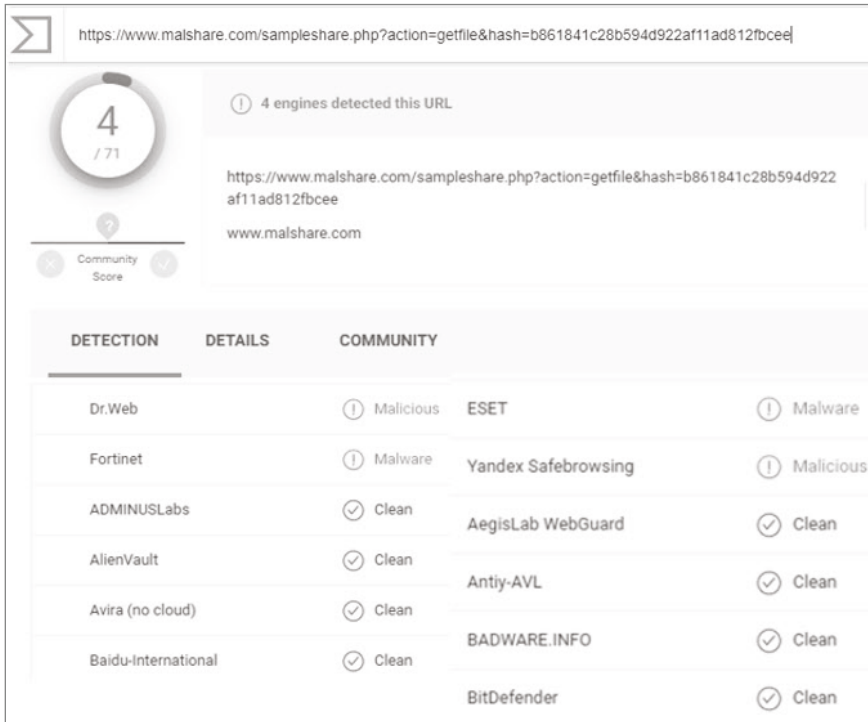 https://www.malshare.com/sampleshare.php?action=getfile&hash=b861841c28b594d922af11ad812fbcee
4
/ 71
4 engines detected this URL
https://www.malshare.com/sampleshare.php?action=getfile&hash=b861841c28b594d922
af11ad812fbcee
www.malshare.com
?
Community
Score
DETECTION DETAILS COMMUNITY
Dr.Web Malicious
Fortinet Malware
ADMINUSLabs Clean
AlienVault Clean
Avira (no cloud) Clean
Baidu-International Clean
ESET Malware
Yandex Safebrowsing Malicious
AegisLab WebGuard Clean
Antiy-AVL Clean
BADWARE.INFO Clean
BitDefender Clean